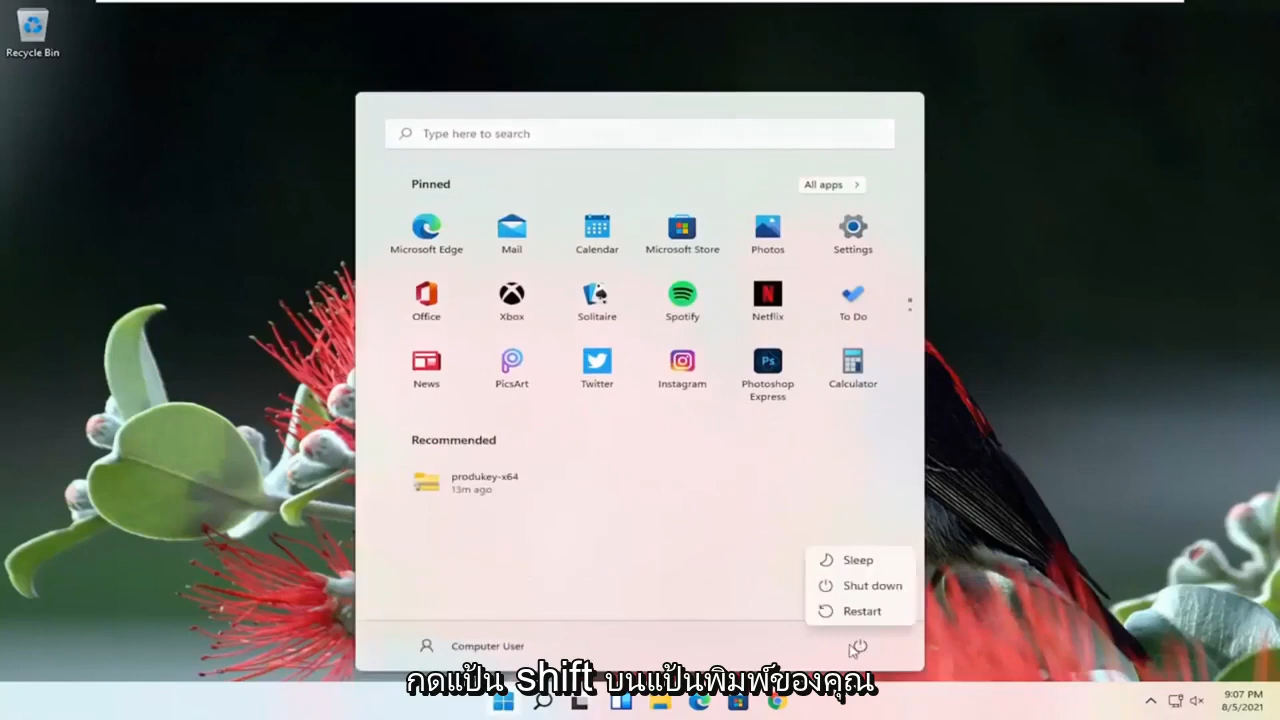 Recycle Bin
Type here to search
Pinned
All apps
Microsoft Edge
Mail
Calendar
Microsoft Store
Photos
Settings
Office
Xbox
Solitaire
Spotify
Netflix
To Do
News
PicsArt
Twitter
Instagram
Ps
Photoshop
Express
Calculator
Recommended
produkey-x64
13m ago
Sleep
Shut down
Restart
Computer User
กดแป้น shift บนแป้นพิมพ์ของคุณ
9:07 PM
8/5/2021